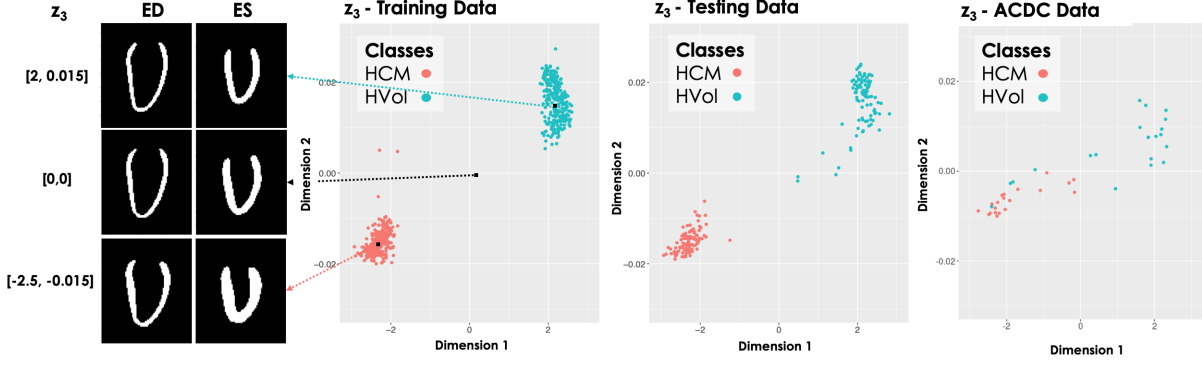 z3 ED ES
[2, 0.015]
[0,0]
[-2.5, -0.015]
z3 - Training Data
Classes
HCM
HVol
0.02
0.00
−0.02
Dimension 2
−2 0 2
Dimension 1
z3 - Testing Data
Classes
HCM
HVol
0.02
0.00
−0.02
Dimension 2
−2 0 2
Dimension 1
z3 - ACDC Data
Classes
HCM
HVol
0.02
0.00
-0.02
Dimension 2
-2 0 2
Dimension 1